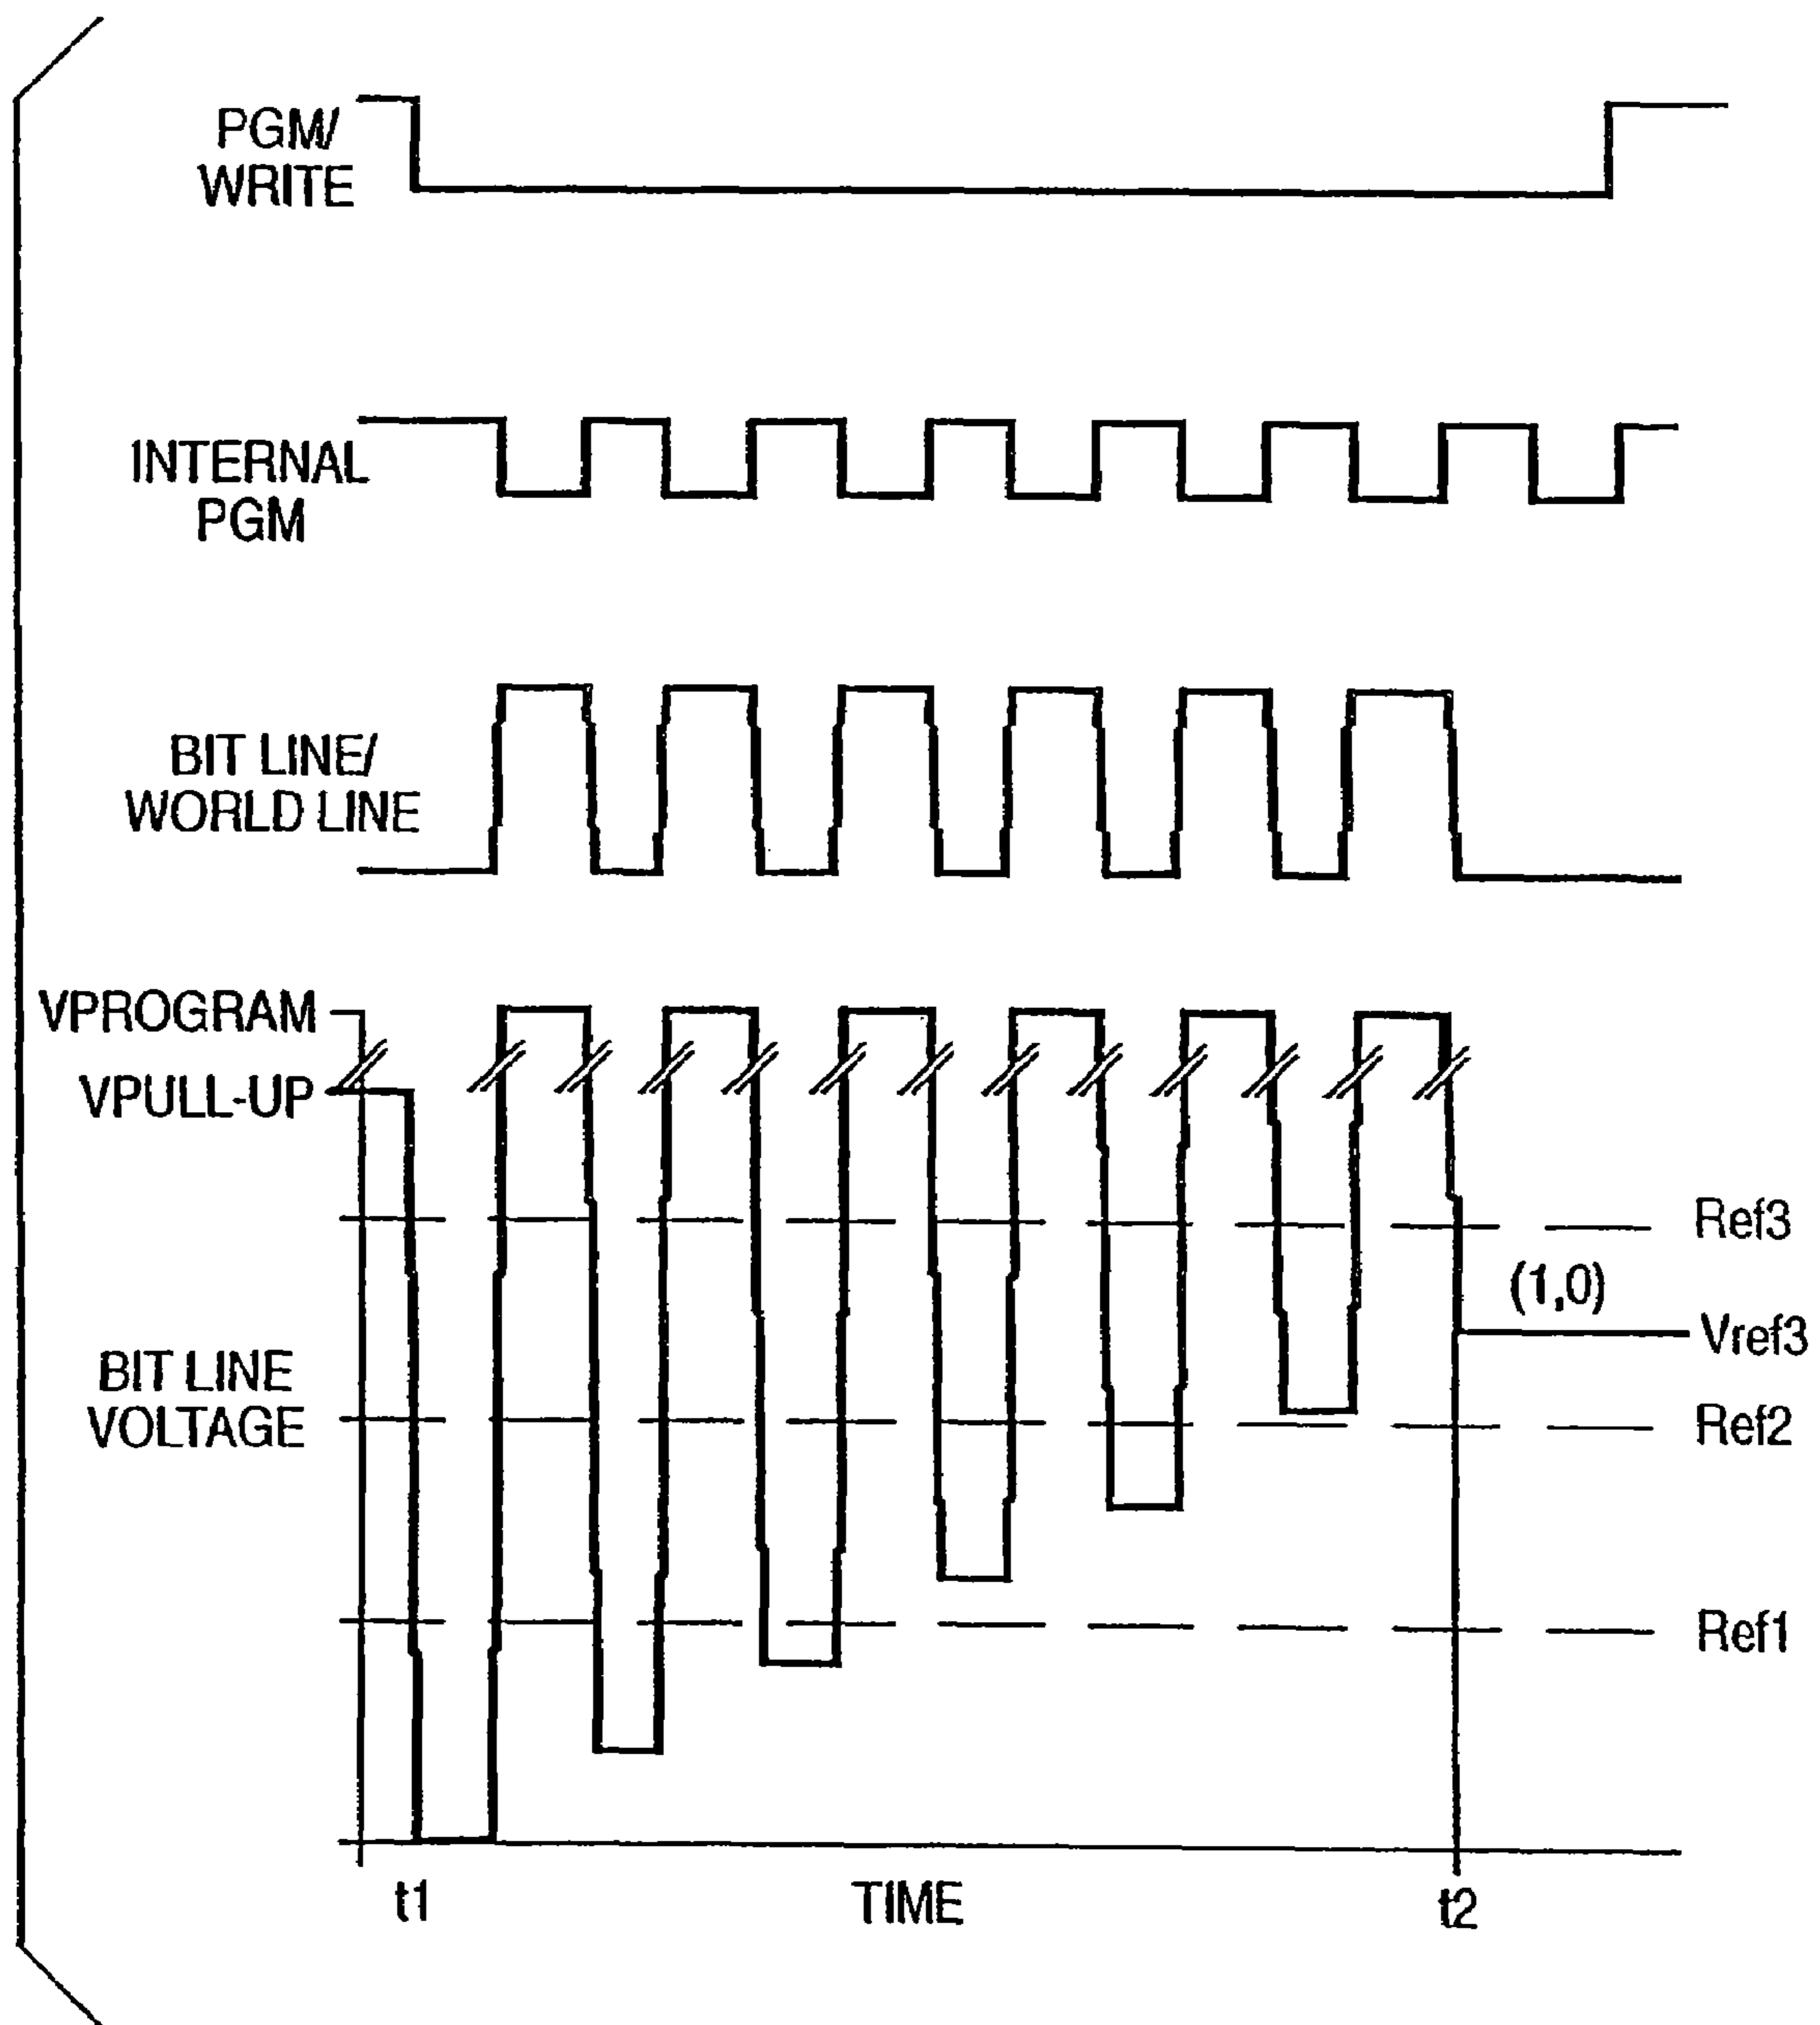 PGM/
WRITE
INTERNAL
PGM
BIT LINE/
WORLD LINE
VPROGRAM
VPULL-UP
Ref3
(1,0)
Vref3
BIT LINE
VOLTAGE
Ref2
Ref1
t1
TIME
t2